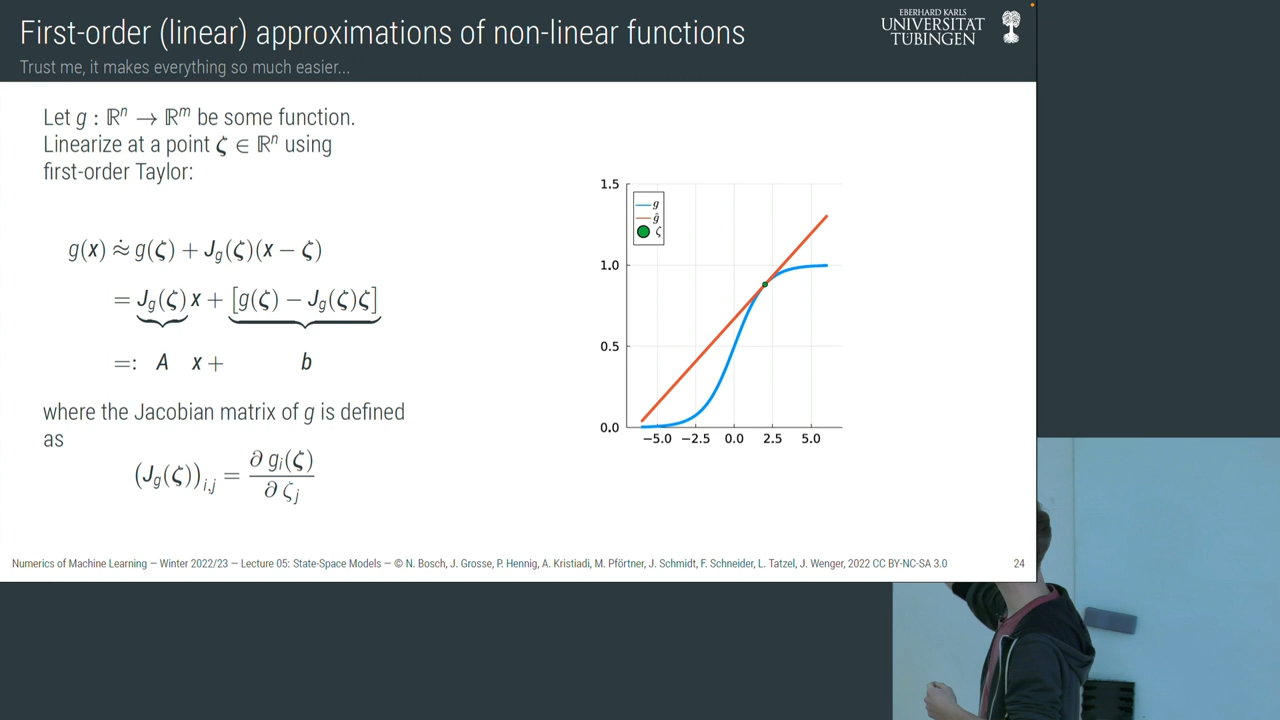 First-order (linear) approximations of non-linear functions
Trust me, it makes everything so much easier...
EBERHARD KARLS
UNIVERSITÄT
TÜBINGEN
Let g : ℝⁿ → ℝᵐ be some function.
Linearize at a point ζ ∈ ℝⁿ using
first-order Taylor:
g(x) ≈̇ g(ζ) + J_g(ζ)(x − ζ)
= J_g(ζ) x + [g(ζ) − J_g(ζ)ζ]
=: A x + b
where the Jacobian matrix of g is defined
as
(J_g(ζ))_{i,j} = ∂ g_i(ζ) / ∂ ζ_j
1.5
g
ĝ
ζ
1.0
0.5
0.0
−5.0 −2.5 0.0 2.5 5.0
Numerics of Machine Learning — Winter 2022/23 — Lecture 05: State-Space Models — © N. Bosch, J. Grosse, P. Hennig, A. Kristiadi, M. Pförtner, J. Schmidt, F. Schneider, L. Tatzel, J. Wenger, 2022 CC BY-NC-SA 3.0 24